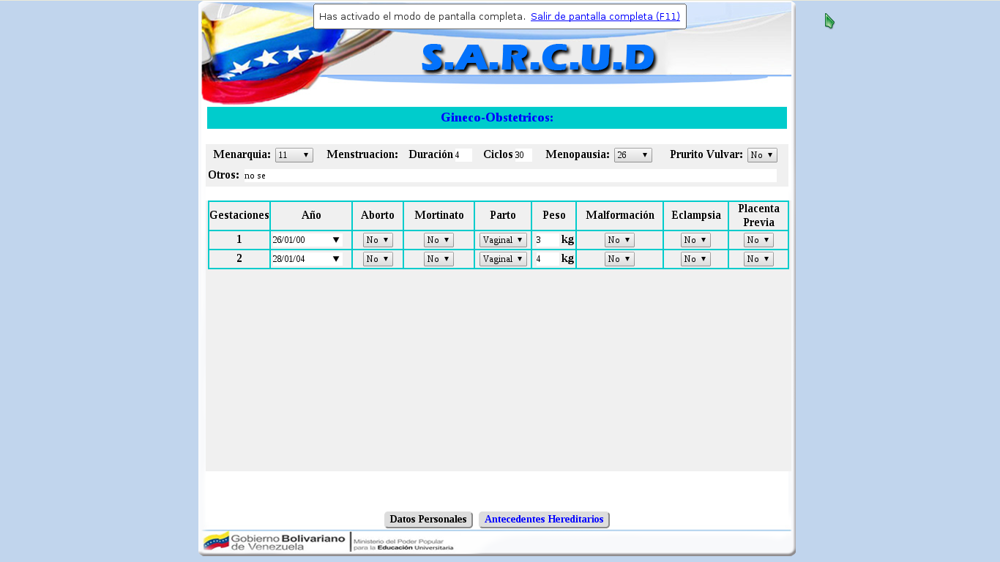 Has activado el modo de pantalla completa. Salir de pantalla completa (F11)
S.A.R.C.U.D
Gineco-Obstetricos:
Menarquia: 11 Menstruacion: Duración 4 Ciclos 30 Menopausia: 26 Prurito Vulvar: No
Otros: no se
Gestaciones Año Aborto Mortinato Parto Peso Malformación Eclampsia Placenta Previa
1 26/01/00 No No Vaginal 3 kg No No No
2 28/01/04 No No Vaginal 4 kg No No No
Datos Personales Antecedentes Hereditarios
Gobierno Bolivariano
de Venezuela
Ministerio del Poder Popular
para la Educación Universitaria